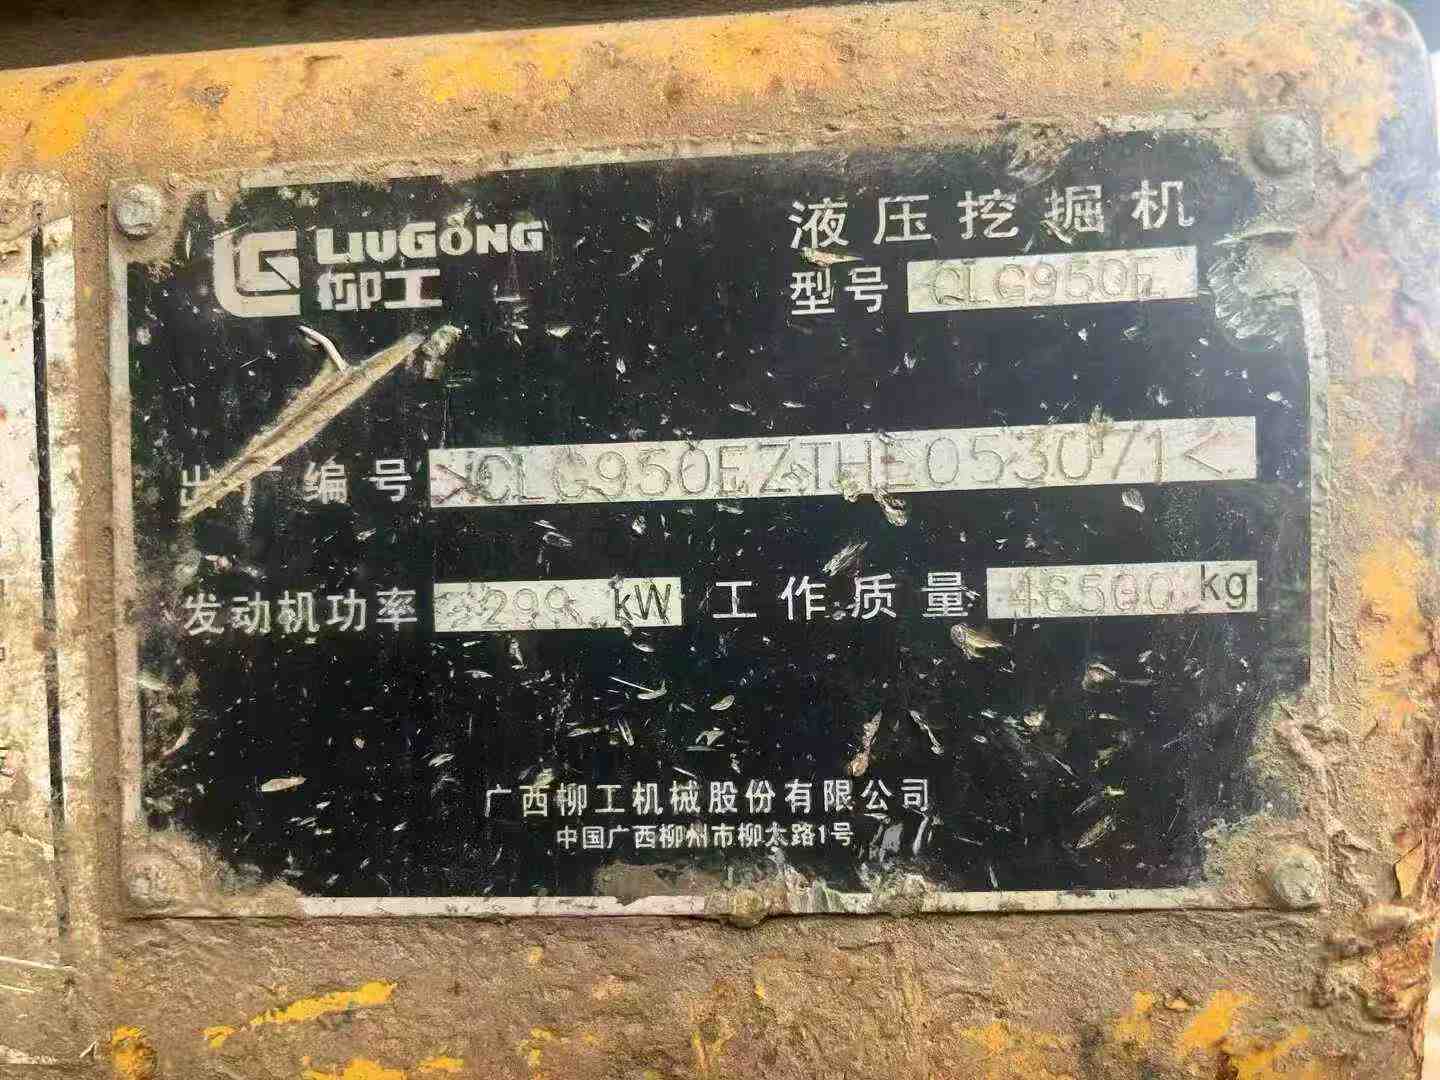 LIUGONG
柳工
液压挖掘机
型号 CLG950E
出厂编号 >CLG950EZTHE053071<
发动机功率 299 kW 工作质量 46500 kg
广西柳工机械股份有限公司
中国广西柳州市柳太路1号